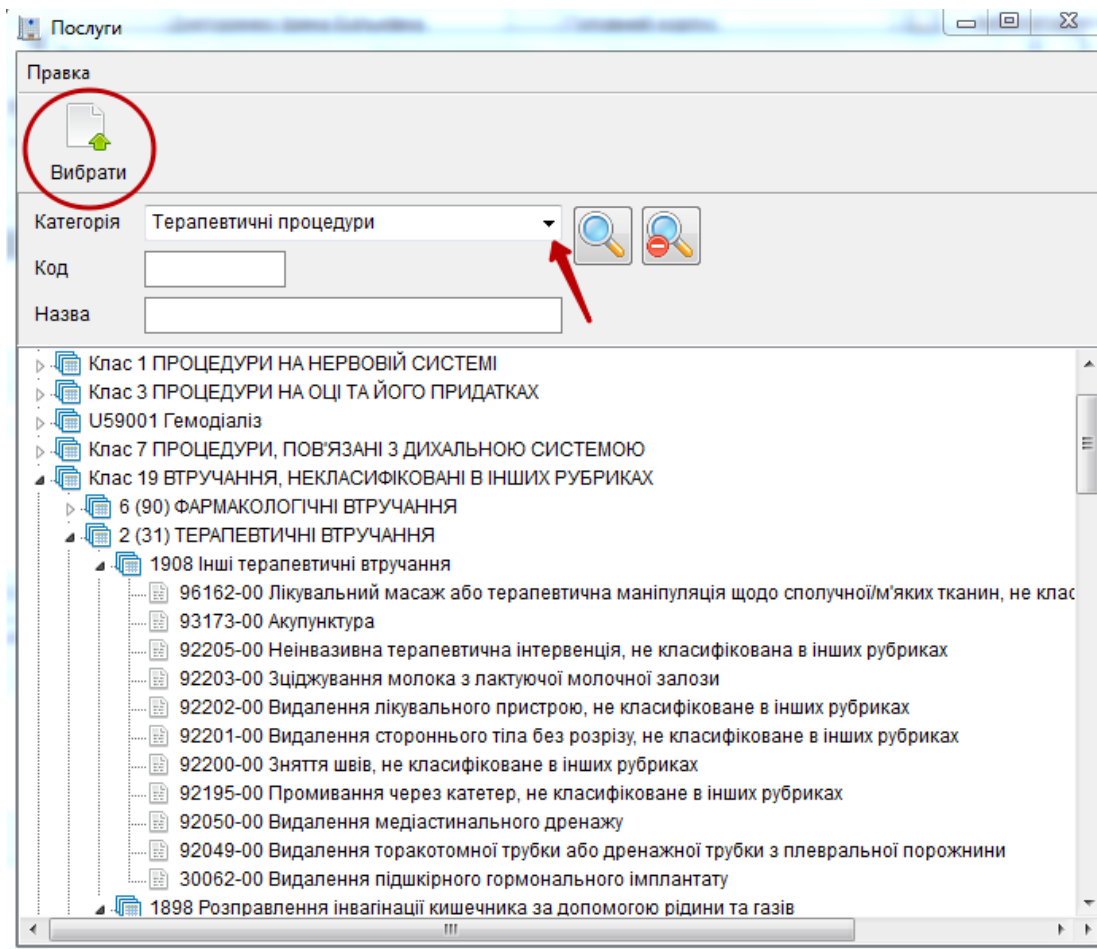 Послуги
Правка
Вибрати
Категорія Терапевтичні процедури
Код
Назва
Клас 1 ПРОЦЕДУРИ НА НЕРВОВІЙ СИСТЕМІ
Клас 3 ПРОЦЕДУРИ НА ОЦІ ТА ЙОГО ПРИДАТКАХ
U59001 Гемодіаліз
Клас 7 ПРОЦЕДУРИ, ПОВ'ЯЗАНІ З ДИХАЛЬНОЮ СИСТЕМОЮ
Клас 19 ВТРУЧАННЯ, НЕКЛАСИФІКОВАНІ В ІНШИХ РУБРИКАХ
6 (90) ФАРМАКОЛОГІЧНІ ВТРУЧАННЯ
2 (31) ТЕРАПЕВТИЧНІ ВТРУЧАННЯ
1908 Інші терапевтичні втручання
96162-00 Лікувальний масаж або терапевтична маніпуляція щодо сполучної/м'яких тканин, не клас
93173-00 Акупунктура
92205-00 Неінвазивна терапевтична інтервенція, не класифікована в інших рубриках
92203-00 Зціджування молока з лактуючої молочної залози
92202-00 Видалення лікувального пристрою, не класифіковане в інших рубриках
92201-00 Видалення стороннього тіла без розрізу, не класифіковане в інших рубриках
92200-00 Зняття швів, не класифіковане в інших рубриках
92195-00 Промивання через катетер, не класифіковане в інших рубриках
92050-00 Видалення медіастинального дренажу
92049-00 Видалення торакотомної трубки або дренажної трубки з плевральної порожнини
30062-00 Видалення підшкірного гормонального імплантату
1898 Розправлення інвагінації кишечника за допомогою рідини та газів